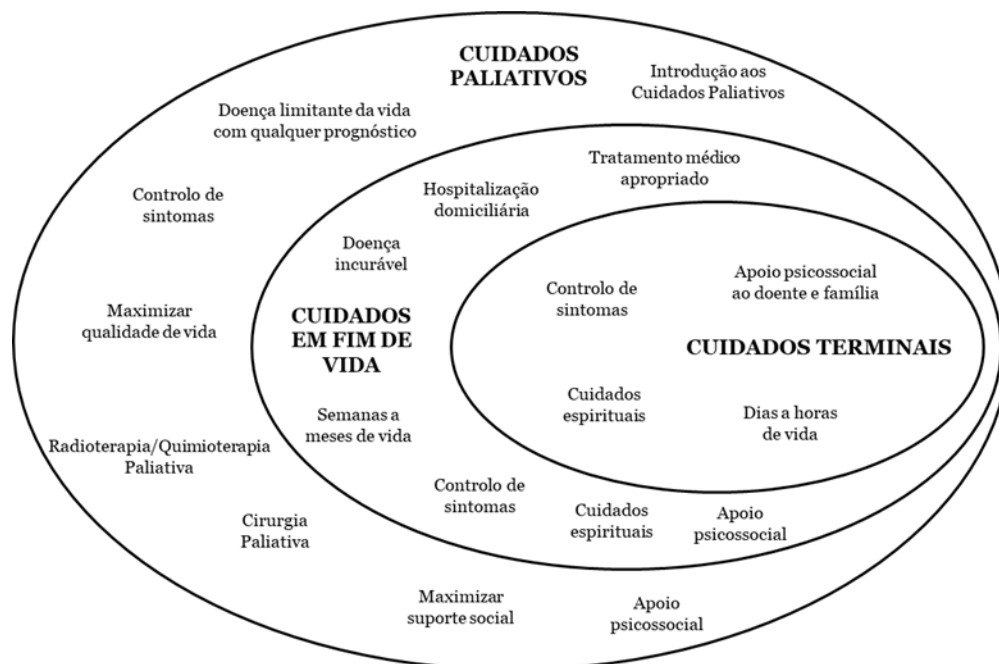 CUIDADOS
PALIATIVOS
Introdução aos
Cuidados Paliativos
Doença limitante da vida
com qualquer prognóstico
Controlo de
sintomas
Maximizar
qualidade de vida
Radioterapia/Quimioterapia
Paliativa
Cirurgia
Paliativa
Maximizar
suporte social
Apoio
psicossocial
Tratamento médico
apropriado
Hospitalização
domiciliária
Doença
incurável
CUIDADOS
EM FIM DE
VIDA
Semanas a
meses de vida
Controlo de
sintomas
Cuidados
espirituais
Apoio
psicossocial
Controlo de
sintomas
Apoio psicossocial
ao doente e família
CUIDADOS TERMINAIS
Cuidados
espirituais
Dias a horas
de vida